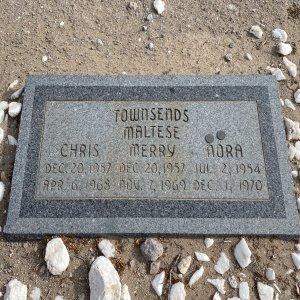 TOWNSENDS
MALTESE
CHRIS MERRY NORA
DEC. 20, 1957 DEC. 20, 1957 JUL. 2, 1954
APR. 6, 1968 AUG. 7, 1969 DEC. 1, 1970